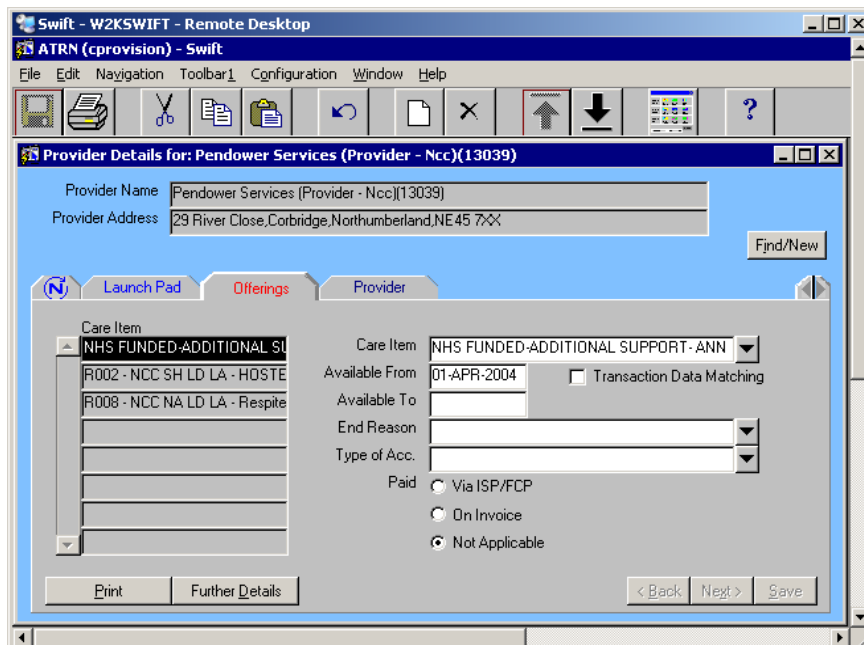 Swift - W2KSWIFT - Remote Desktop
ATRN (cprovision) - Swift
File Edit Navigation Toolbar1 Configuration Window Help
Provider Details for: Pendower Services (Provider - Ncc)(13039)
Provider Name Pendower Services (Provider - Ncc)(13039)
Provider Address 29 River Close,Corbridge,Northumberland,NE45 7XX
Find/New
N Launch Pad Offerings Provider
Care Item
NHS FUNDED-ADDITIONAL SU
R002 - NCC SH LD LA - HOSTE
R008 - NCC NA LD LA - Respite
Care Item NHS FUNDED-ADDITIONAL SUPPORT- ANN
Available From 01-APR-2004 Transaction Data Matching
Available To
End Reason
Type of Acc.
Paid Via ISP/FCP
On Invoice
Not Applicable
Print Further Details < Back Next > Save